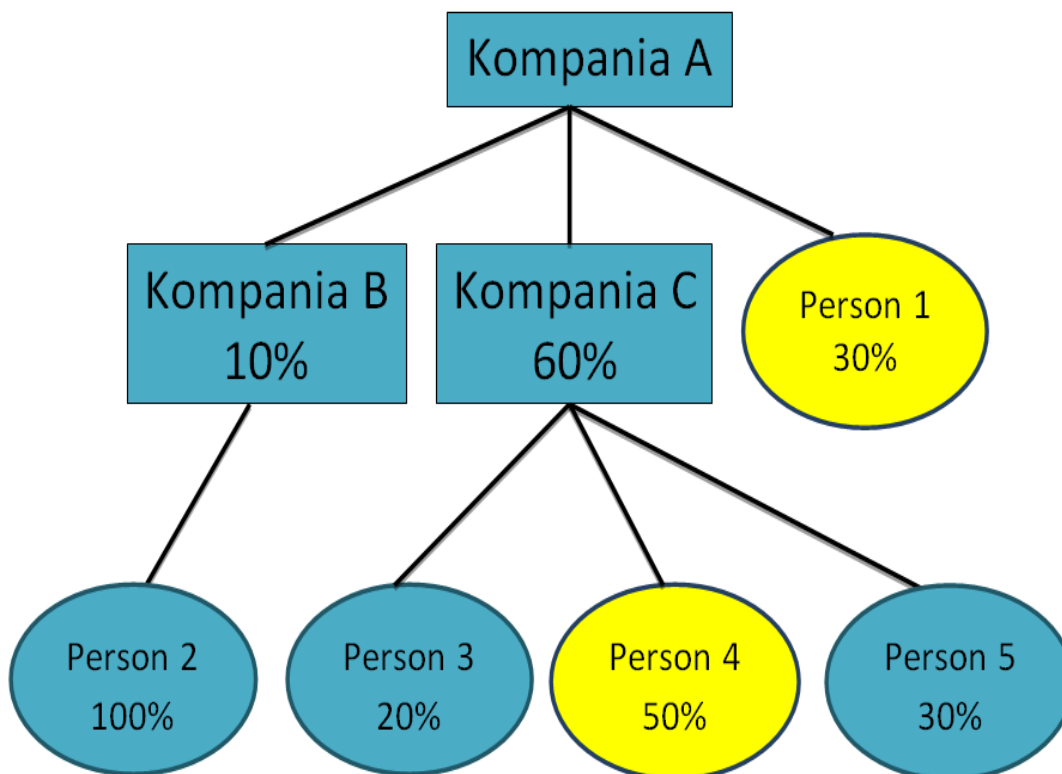 Kompania A
Kompania B
10%
Kompania C
60%
Person 1
30%
Person 2
100%
Person 3
20%
Person 4
50%
Person 5
30%